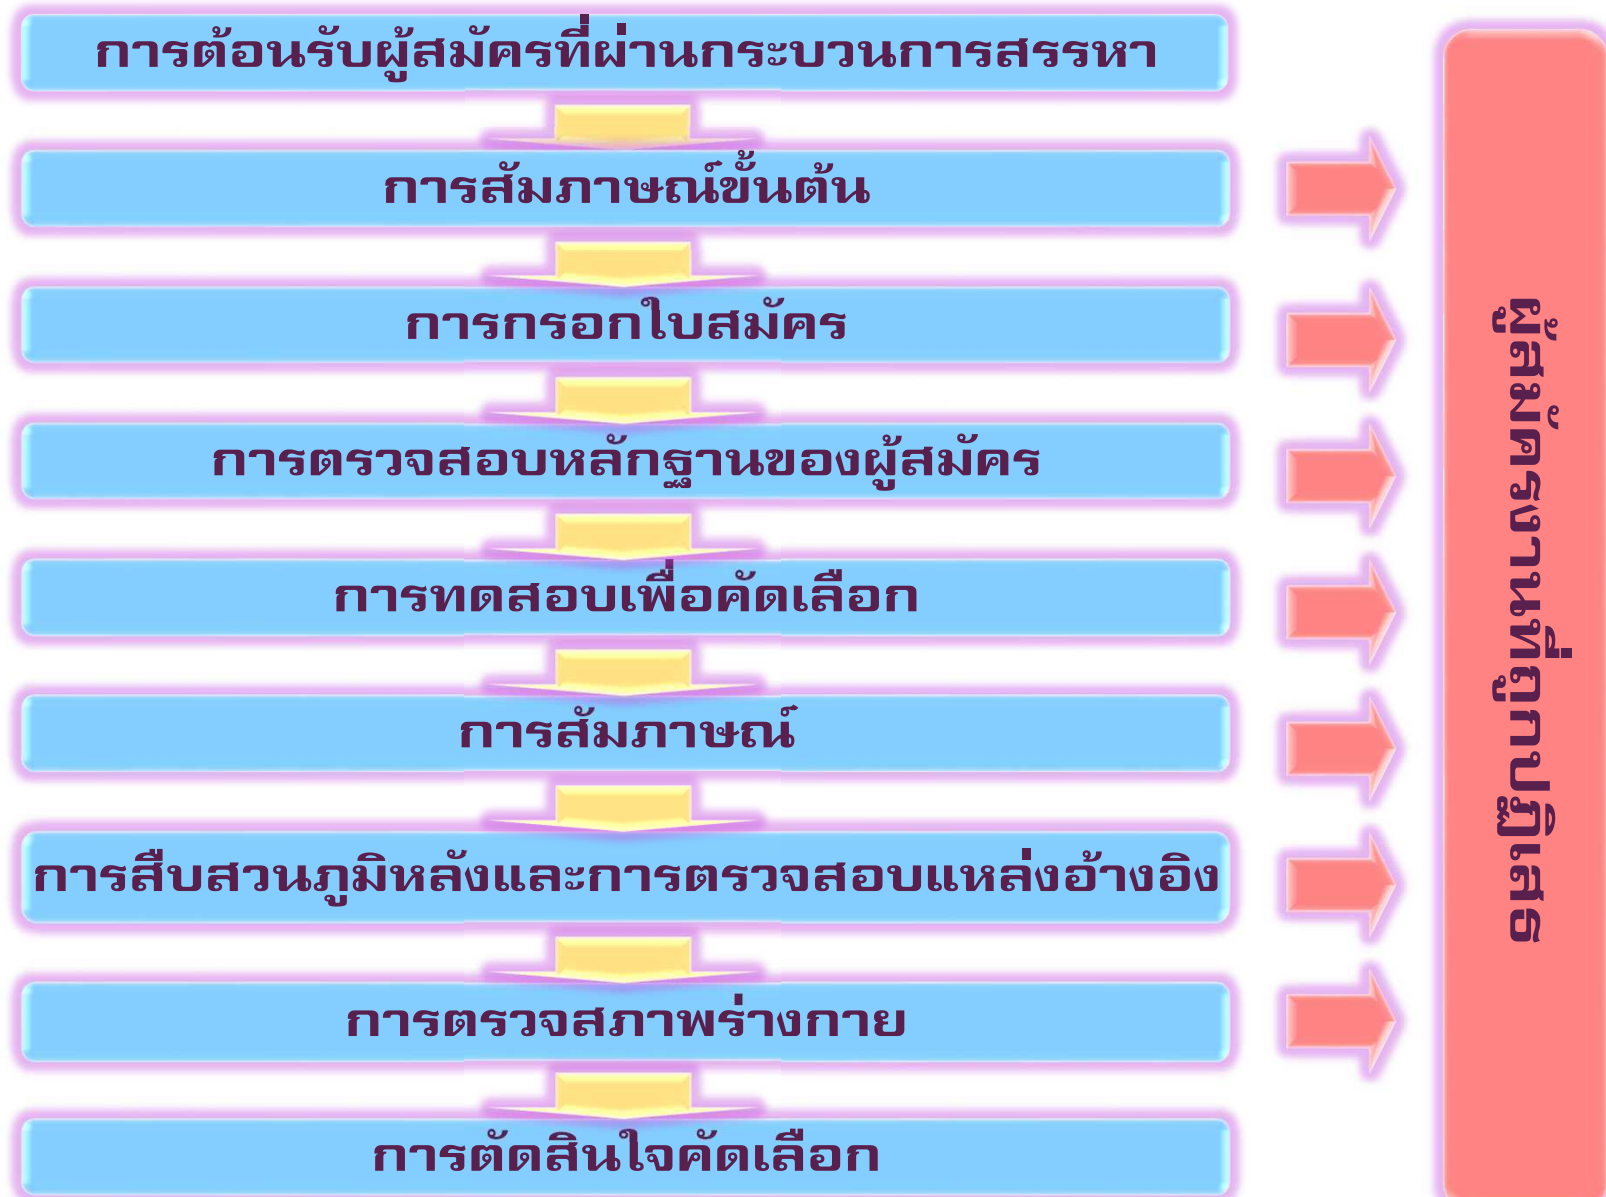 การต้อนรับผู้สมัครที่ผ่านกระบวนการสรรหา
การสัมภาษณ์ขั้นต้น
การกรอกใบสมัคร
การตรวจสอบหลักฐานของผู้สมัคร
การทดสอบเพื่อคัดเลือก
การสัมภาษณ์
การสืบสวนภูมิหลังและการตรวจสอบแหล่งอ้างอิง
การตรวจสภาพร่างกาย
การตัดสินใจคัดเลือก
ผู้สมัครงานที่ถูกปฏิเสธ